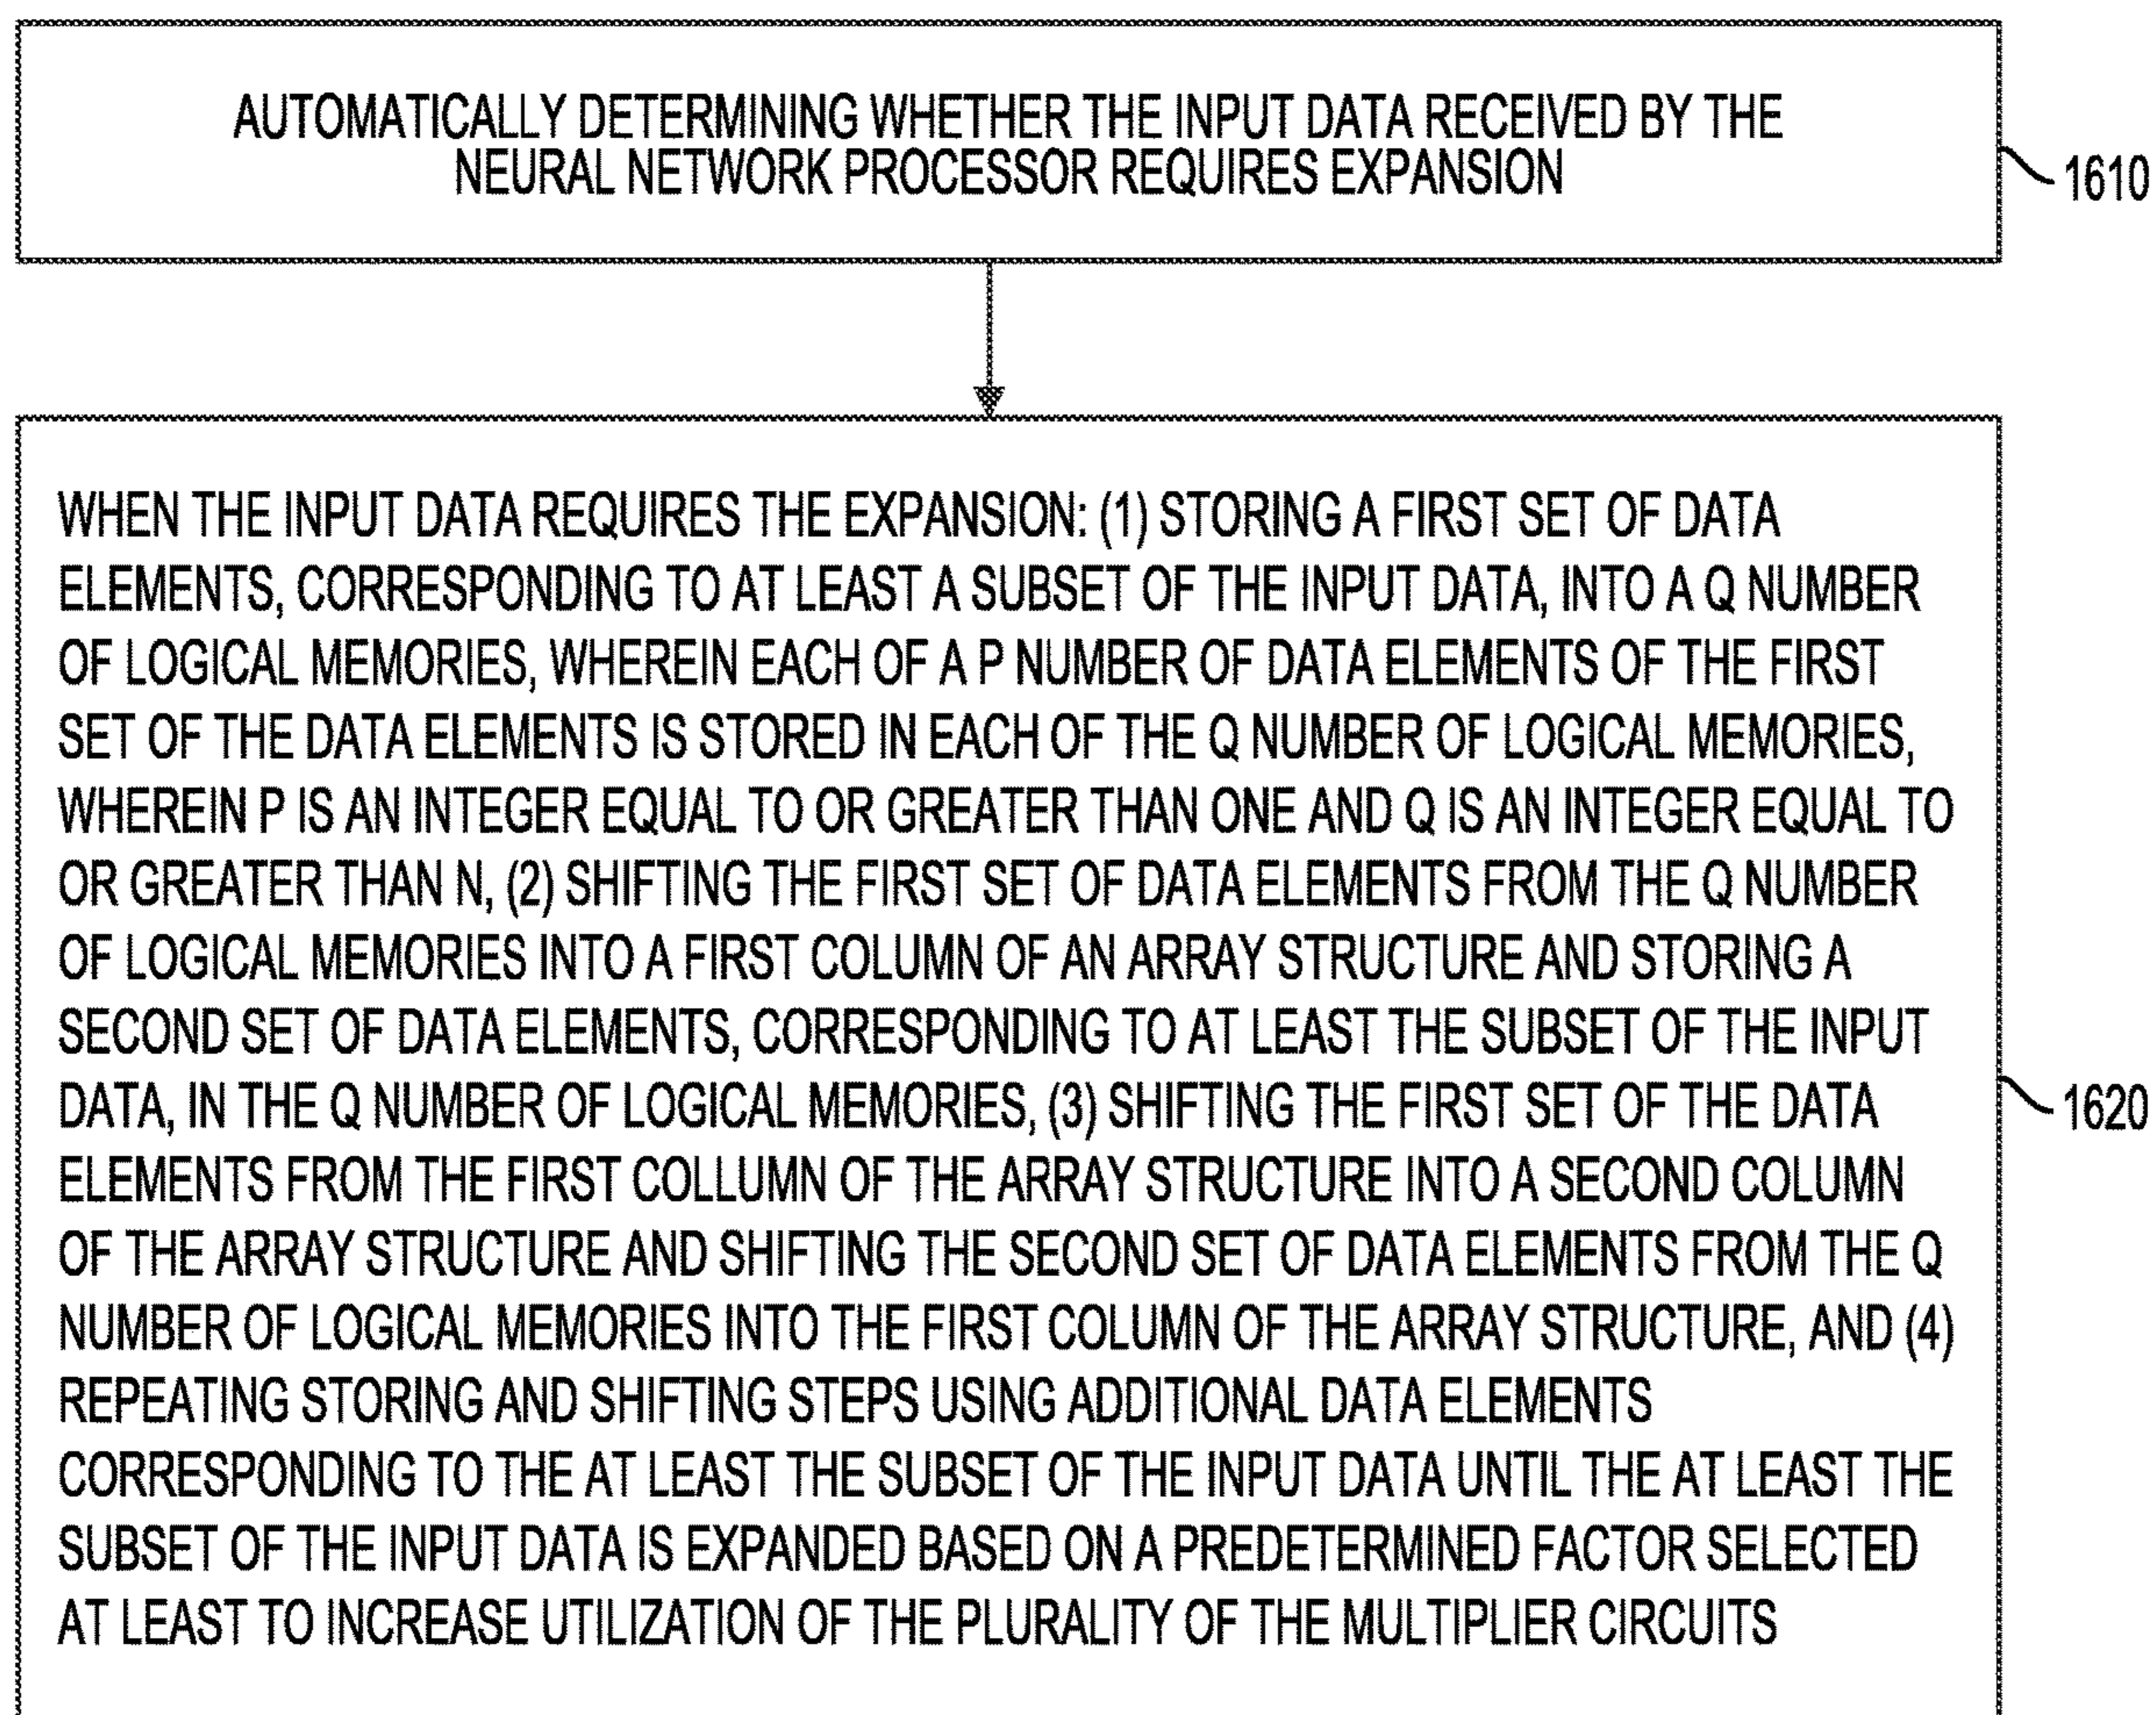 AUTOMATICALLY DETERMINING WHETHER THE INPUT DATA RECEIVED BY THE
NEURAL NETWORK PROCESSOR REQUIRES EXPANSION
1610
WHEN THE INPUT DATA REQUIRES THE EXPANSION: (1) STORING A FIRST SET OF DATA
ELEMENTS, CORRESPONDING TO AT LEAST A SUBSET OF THE INPUT DATA, INTO A Q NUMBER
OF LOGICAL MEMORIES, WHEREIN EACH OF A P NUMBER OF DATA ELEMENTS OF THE FIRST
SET OF THE DATA ELEMENTS IS STORED IN EACH OF THE Q NUMBER OF LOGICAL MEMORIES,
WHEREIN P IS AN INTEGER EQUAL TO OR GREATER THAN ONE AND Q IS AN INTEGER EQUAL TO
OR GREATER THAN N, (2) SHIFTING THE FIRST SET OF DATA ELEMENTS FROM THE Q NUMBER
OF LOGICAL MEMORIES INTO A FIRST COLUMN OF AN ARRAY STRUCTURE AND STORING A
SECOND SET OF DATA ELEMENTS, CORRESPONDING TO AT LEAST THE SUBSET OF THE INPUT
DATA, IN THE Q NUMBER OF LOGICAL MEMORIES, (3) SHIFTING THE FIRST SET OF THE DATA
ELEMENTS FROM THE FIRST COLLUMN OF THE ARRAY STRUCTURE INTO A SECOND COLUMN
OF THE ARRAY STRUCTURE AND SHIFTING THE SECOND SET OF DATA ELEMENTS FROM THE Q
NUMBER OF LOGICAL MEMORIES INTO THE FIRST COLUMN OF THE ARRAY STRUCTURE, AND (4)
REPEATING STORING AND SHIFTING STEPS USING ADDITIONAL DATA ELEMENTS
CORRESPONDING TO THE AT LEAST THE SUBSET OF THE INPUT DATA UNTIL THE AT LEAST THE
SUBSET OF THE INPUT DATA IS EXPANDED BASED ON A PREDETERMINED FACTOR SELECTED
AT LEAST TO INCREASE UTILIZATION OF THE PLURALITY OF THE MULTIPLIER CIRCUITS
1620